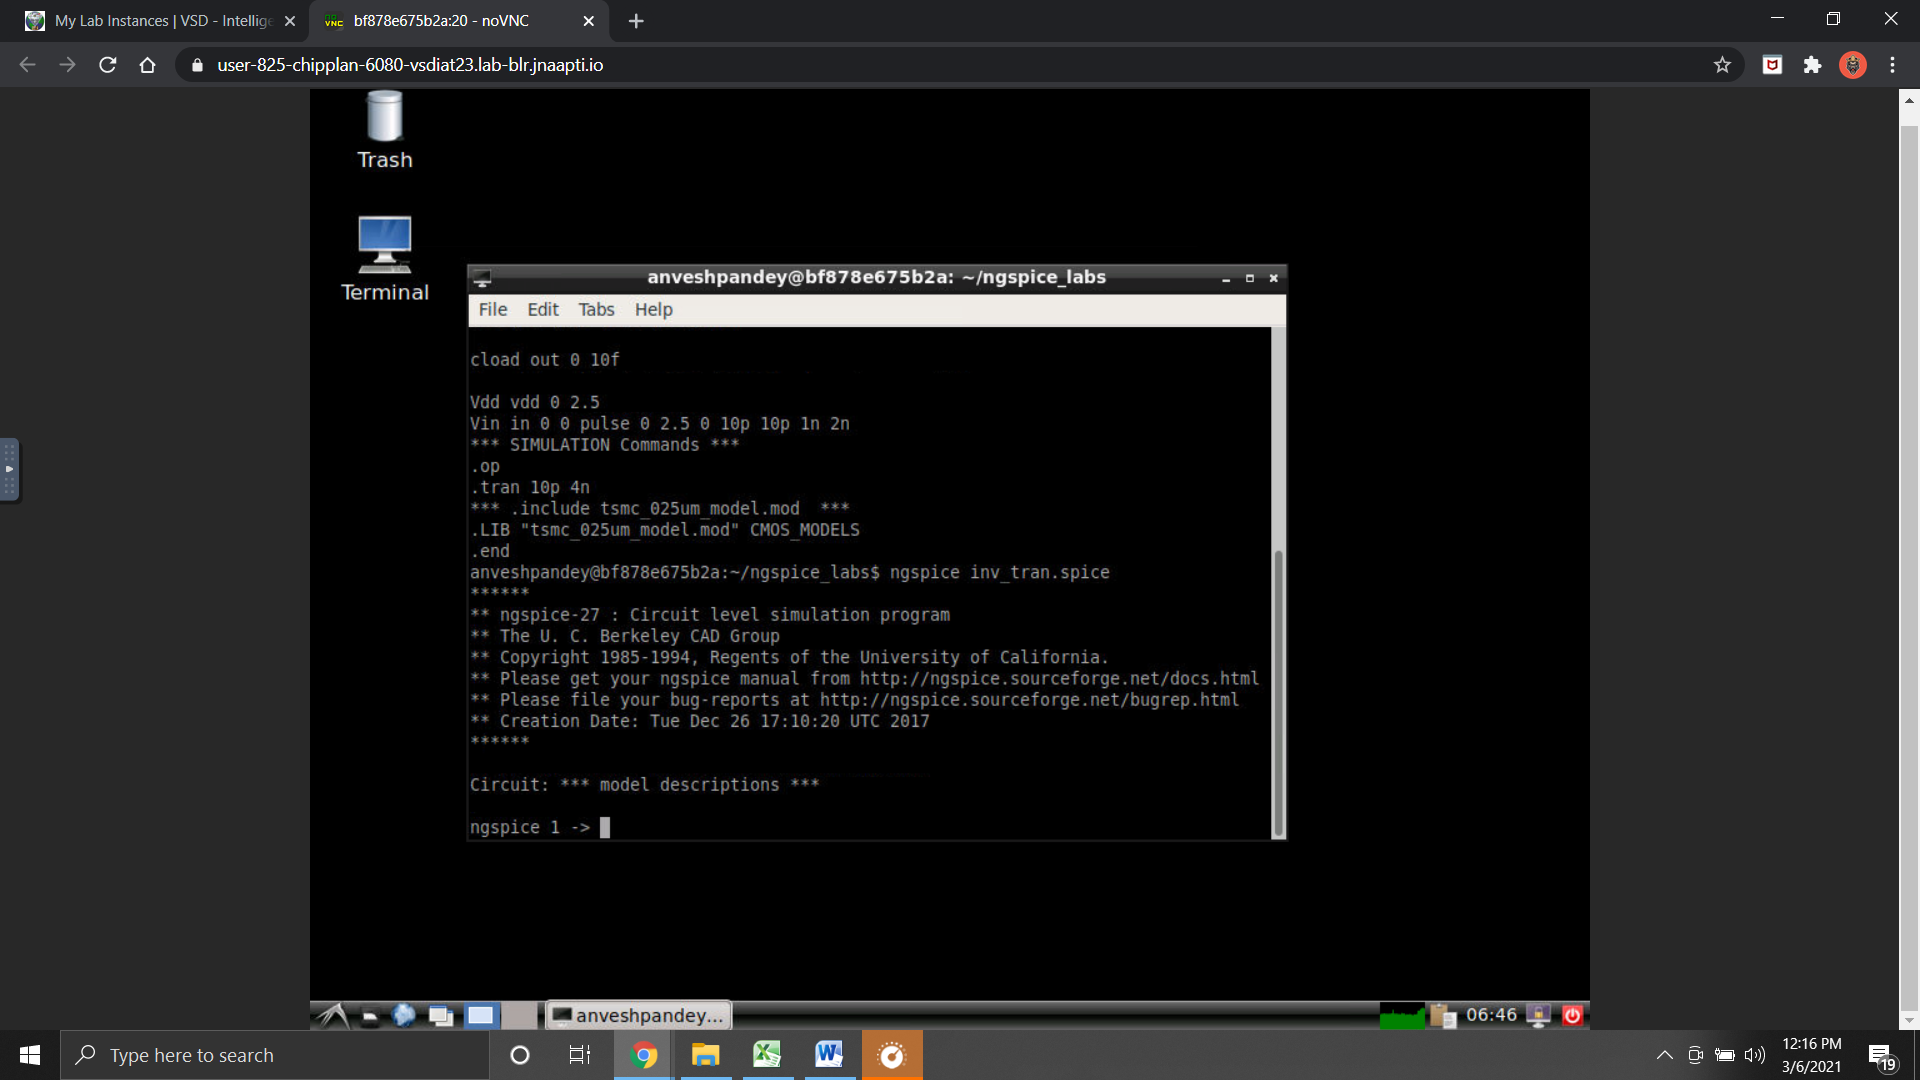 My Lab Instances | VSD - Intellige
bf878e675b2a:20 - noVNC
user-825-chipplan-6080-vsdiat23.lab-blr.jnaapti.io
Trash
Terminal
anveshpandey@bf878e675b2a: ~/ngspice_labs
File Edit Tabs Help
cload out 0 10f
Vdd vdd 0 2.5
Vin in 0 0 pulse 0 2.5 0 10p 10p 1n 2n
*** SIMULATION Commands ***
.op
.tran 10p 4n
*** .include tsmc_025um_model.mod  ***
.LIB "tsmc_025um_model.mod" CMOS_MODELS
.end
anveshpandey@bf878e675b2a:~/ngspice_labs$ ngspice inv_tran.spice
******
** ngspice-27 : Circuit level simulation program
** The U. C. Berkeley CAD Group
** Copyright 1985-1994, Regents of the University of California.
** Please get your ngspice manual from http://ngspice.sourceforge.net/docs.html
** Please file your bug-reports at http://ngspice.sourceforge.net/bugrep.html
** Creation Date: Tue Dec 26 17:10:20 UTC 2017
******
Circuit: *** model descriptions ***
ngspice 1 ->
anveshpandey...
06:46
Type here to search
12:16 PM
3/6/2021
19